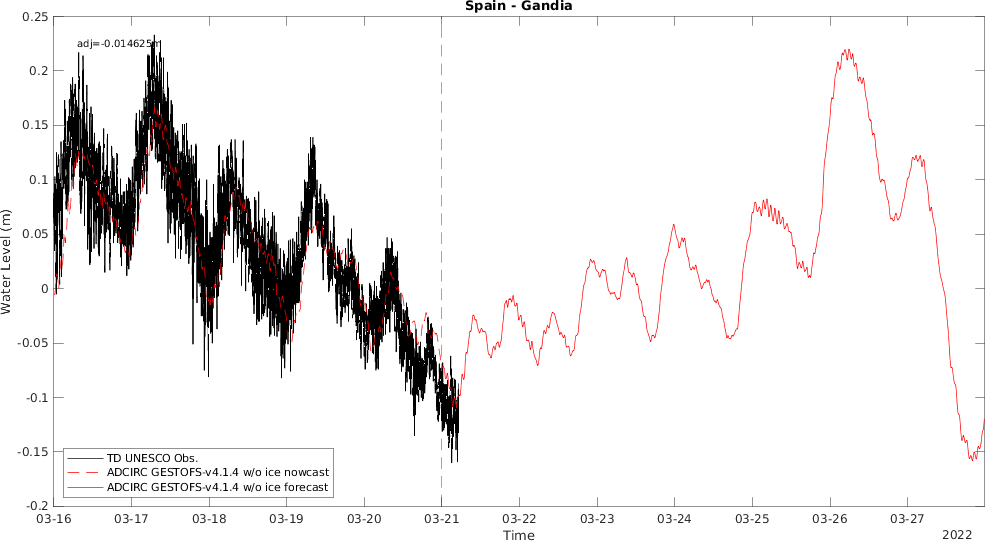 Spain - Gandia
adj=-0.014625m
0.25
0.2
0.15
0.1
0.05
0
-0.05
-0.1
-0.15
-0.2
Water Level (m)
TD UNESCO Obs.
ADCIRC GESTOFS-v4.1.4 w/o ice nowcast
ADCIRC GESTOFS-v4.1.4 w/o ice forecast
03-16 03-17 03-18 03-19 03-20 03-21 03-22 03-23 03-24 03-25 03-26 03-27
Time
2022